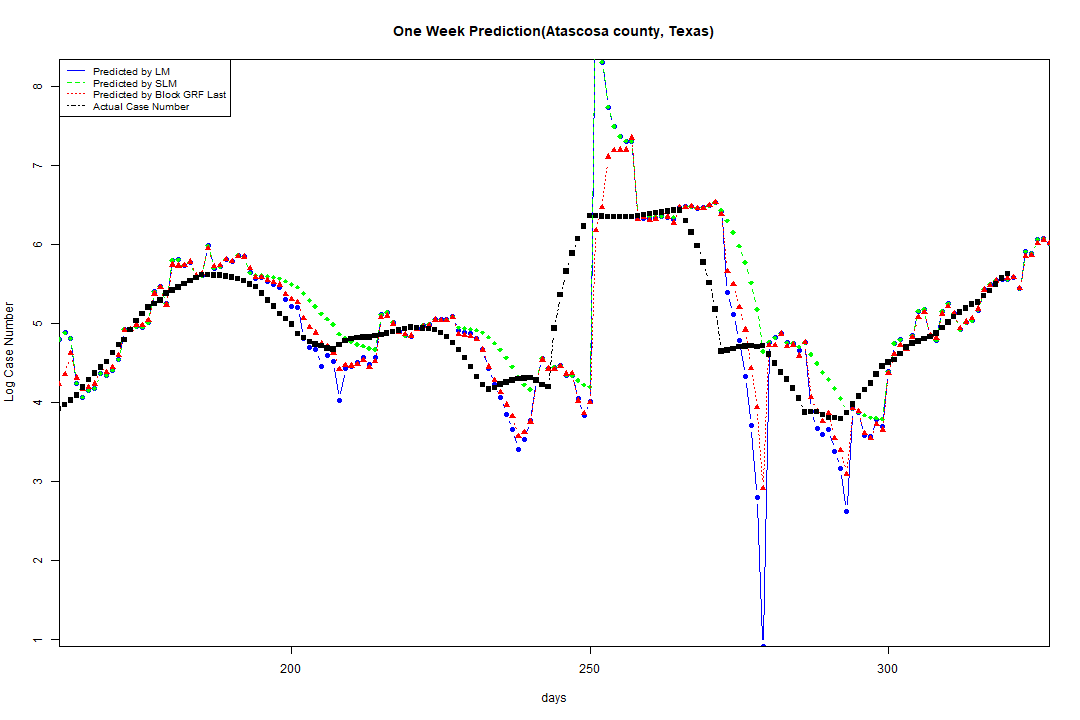 One Week Prediction(Atascosa county, Texas)
Predicted by LM
Predicted by SLM
Predicted by Block GRF Last
Actual Case Number
Log Case Number
8
7
6
5
4
3
2
1
200 250 300
days